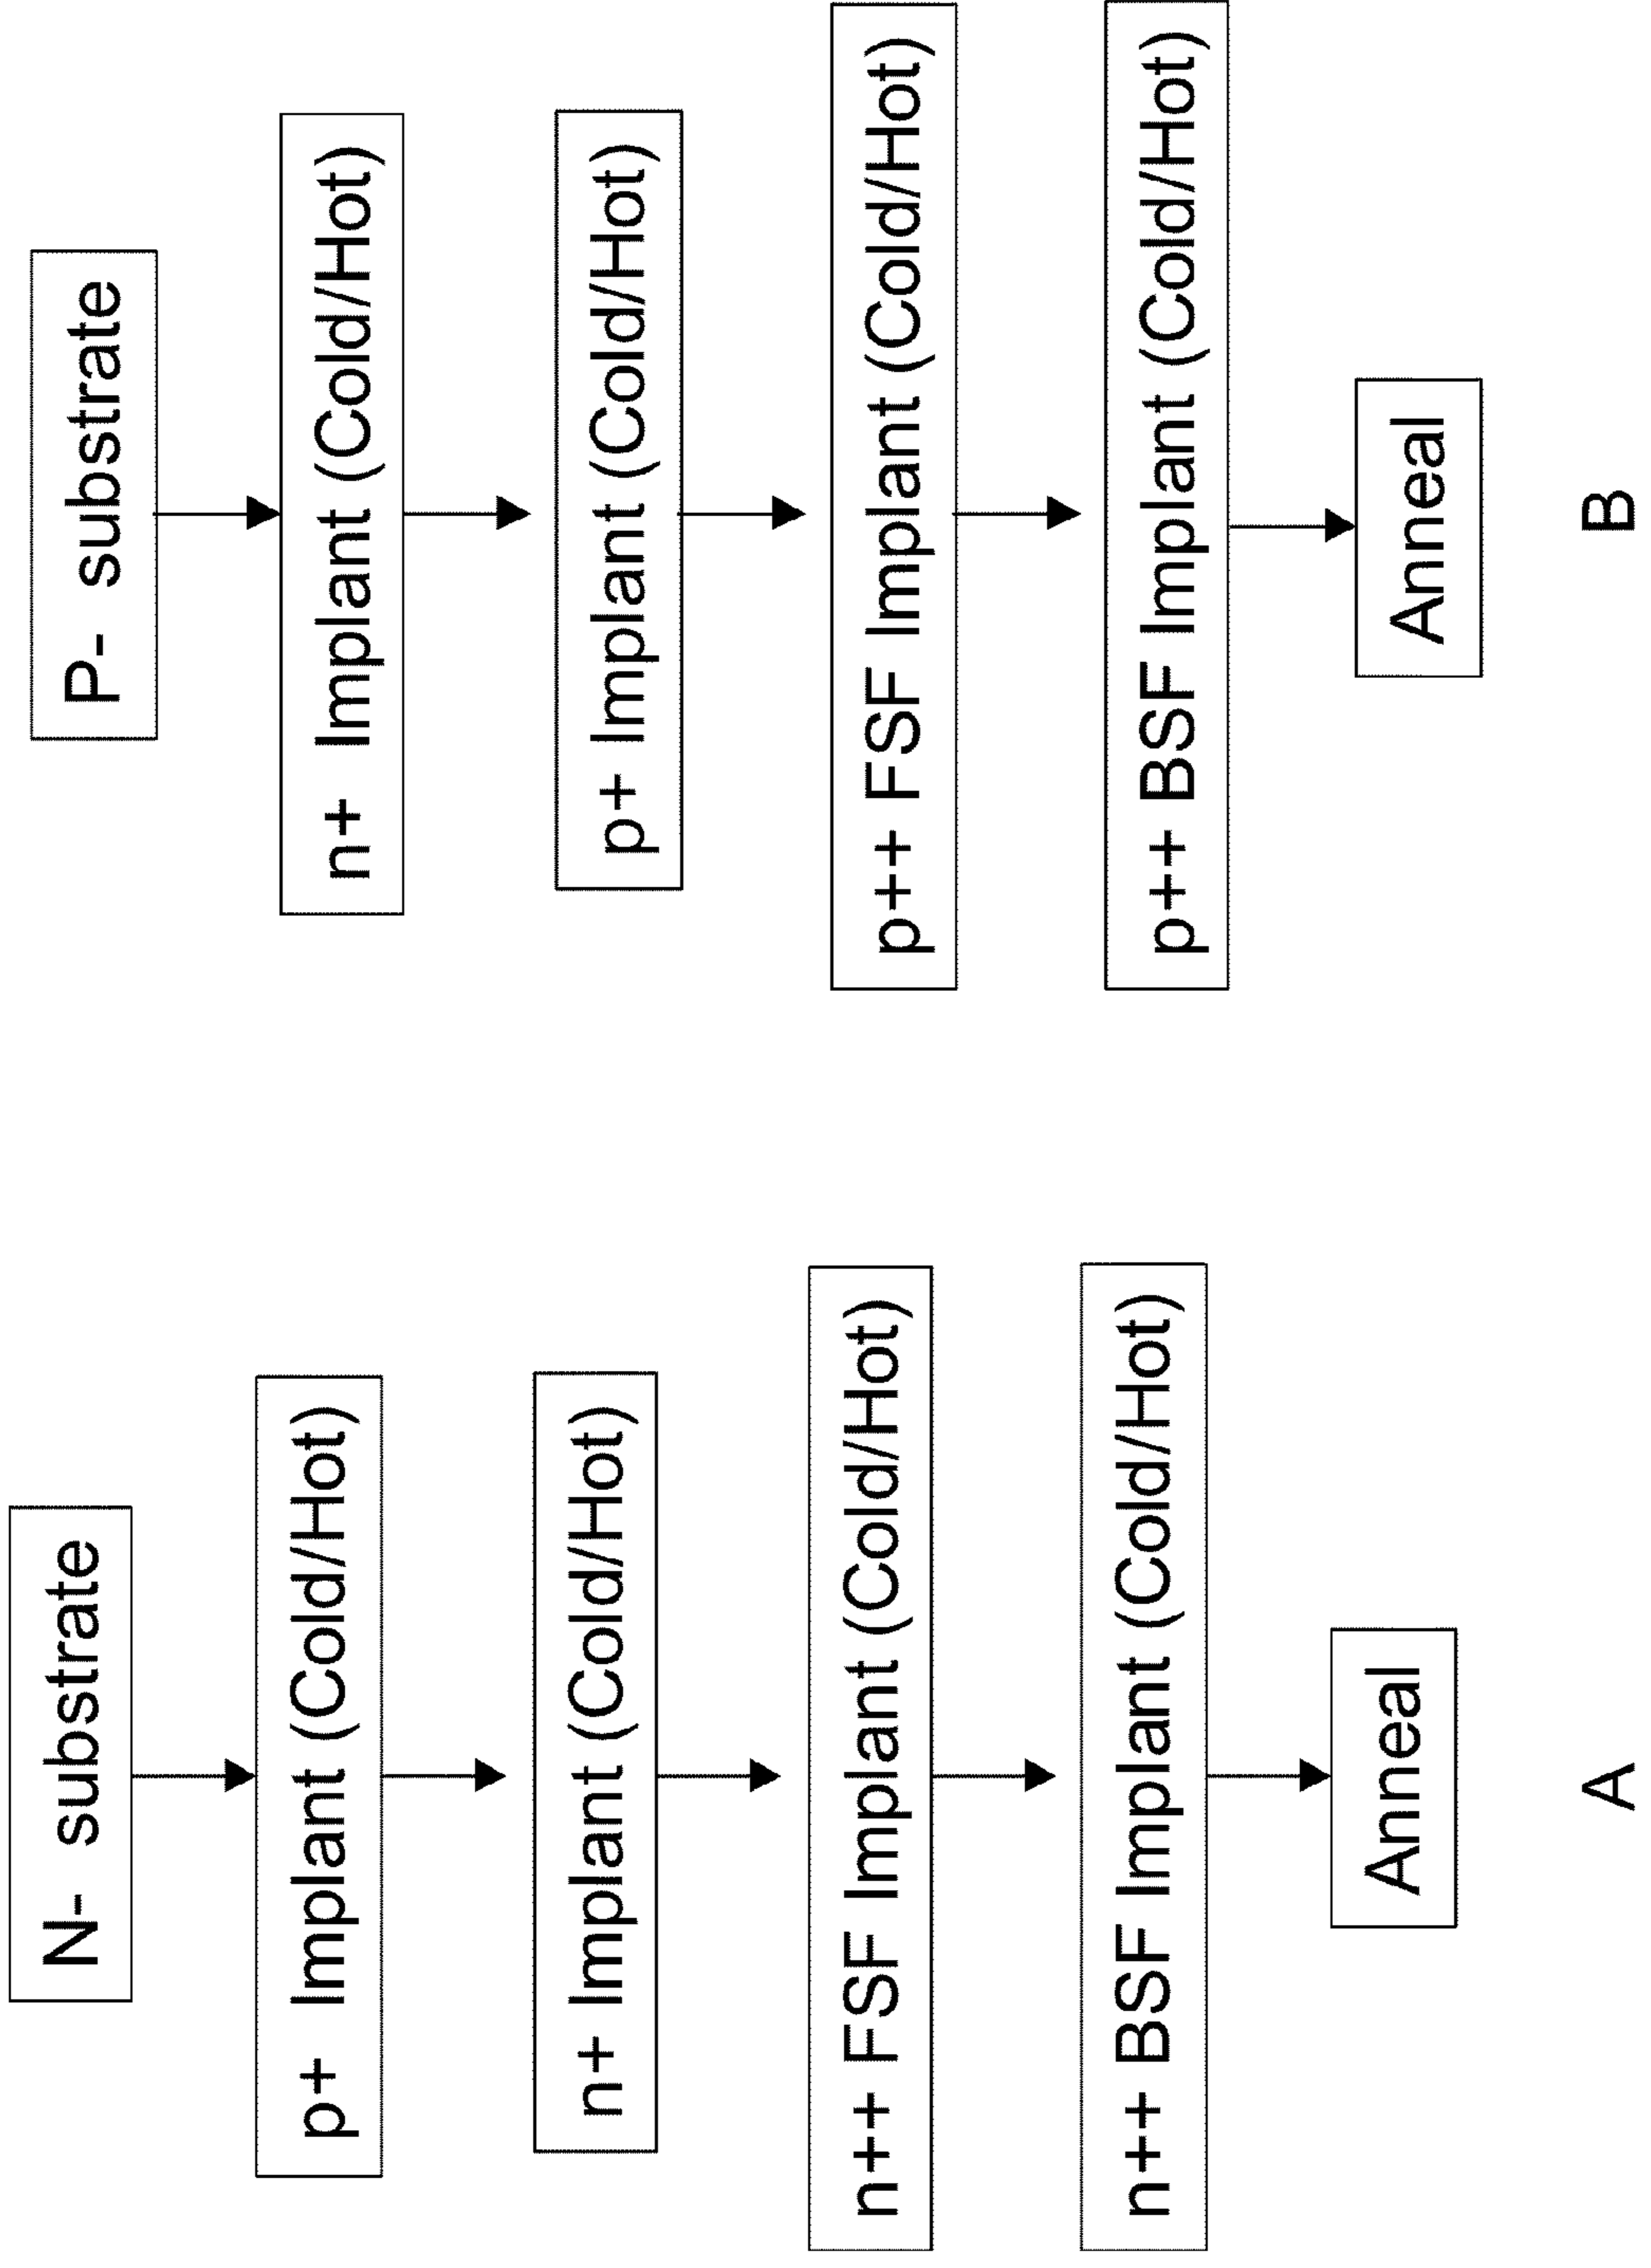 N- substrate
p+ Implant (Cold/Hot)
n+ Implant (Cold/Hot)
n++ FSF Implant (Cold/Hot)
n++ BSF Implant (Cold/Hot)
Anneal
A
P- substrate
n+ Implant (Cold/Hot)
p+ Implant (Cold/Hot)
p++ FSF Implant (Cold/Hot)
p++ BSF Implant (Cold/Hot)
Anneal
B